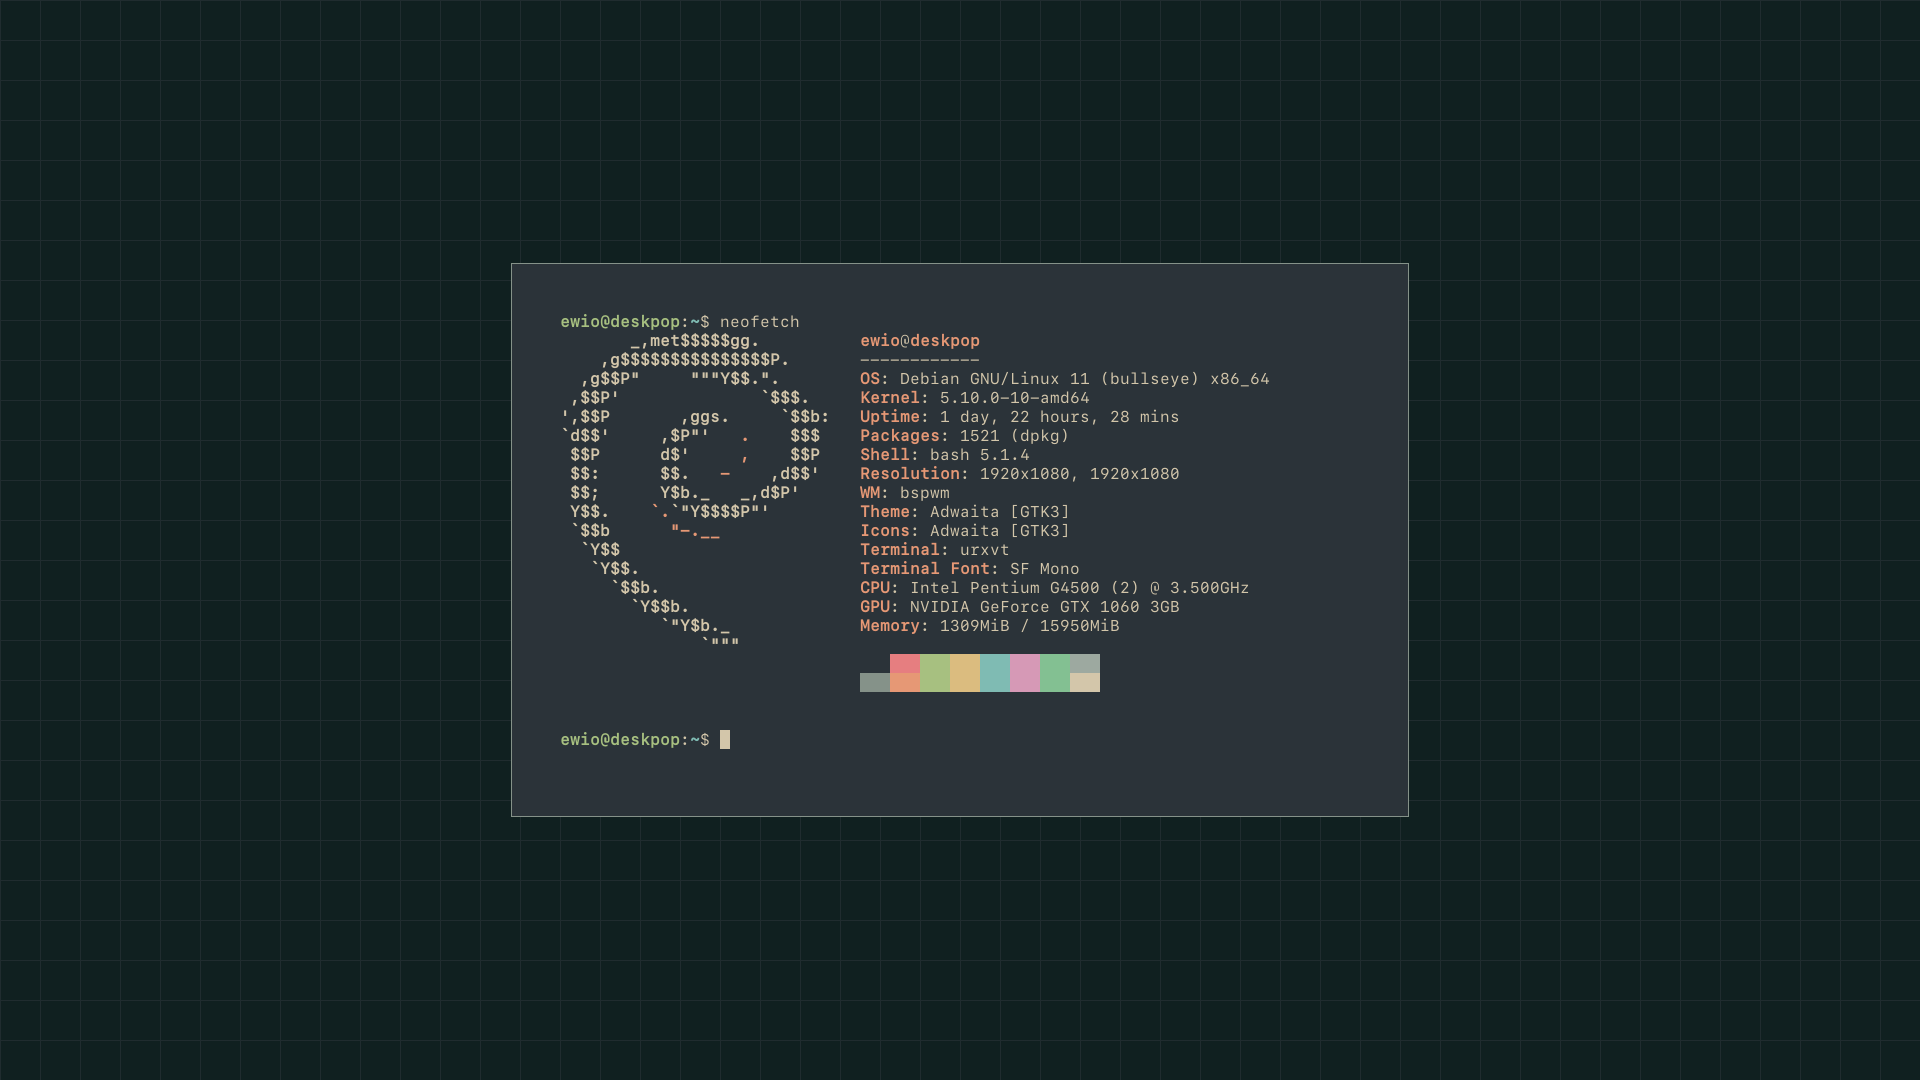 ewio@deskpop:~$ neofetch
       _,met$$$$$gg.          ewio@deskpop
    ,g$$$$$$$$$$$$$$$P.       ------------
  ,g$$P"     """Y$$.".        OS: Debian GNU/Linux 11 (bullseye) x86_64
 ,$$P'              `$$$.     Kernel: 5.10.0-10-amd64
',$$P       ,ggs.     `$$b:   Uptime: 1 day, 22 hours, 28 mins
`d$$'     ,$P"'   .    $$$    Packages: 1521 (dpkg)
 $$P      d$'     ,    $$P    Shell: bash 5.1.4
 $$:      $$.   -    ,d$$'    Resolution: 1920x1080, 1920x1080
 $$;      Y$b._   _,d$P'      WM: bspwm
 Y$$.    `.`"Y$$$$P"'         Theme: Adwaita [GTK3]
 `$$b      "-.__              Icons: Adwaita [GTK3]
  `Y$$                        Terminal: urxvt
   `Y$$.                      Terminal Font: SF Mono
     `$$b.                    CPU: Intel Pentium G4500 (2) @ 3.500GHz
       `Y$$b.                 GPU: NVIDIA GeForce GTX 1060 3GB
          `"Y$b._             Memory: 1309MiB / 15950MiB
              `"""
ewio@deskpop:~$